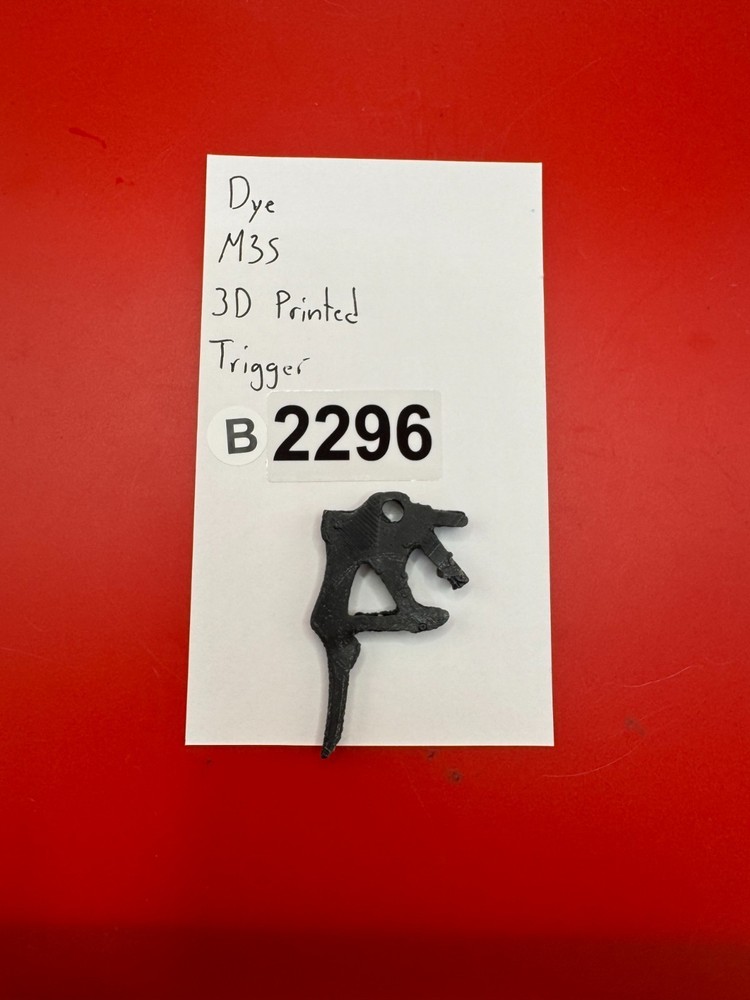 Dye
M3S
3D Printed
Trigger
B 2296